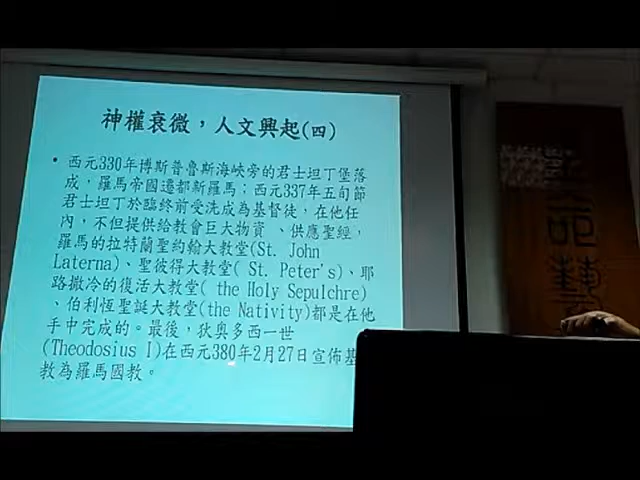 神權衰微，人文興起(四)
• 西元330年博斯普魯斯海峽旁的君士坦丁堡落
成，羅馬帝國遷都新羅馬；西元337年五旬節
君士坦丁於臨終前受洗成為基督徒，在他任
內，不但提供給教會巨大物資 、供應聖經，
羅馬的拉特蘭聖約翰大教堂(St. John
Laterna)、聖彼得大教堂( St. Peter's)、耶
路撒冷的復活大教堂( the Holy Sepulchre)
、伯利恆聖誕大教堂(the Nativity)都是在他
手中完成的。最後，狄奧多西一世
(Theodosius I)在西元380年2月27日宣佈基
教為羅馬國教。